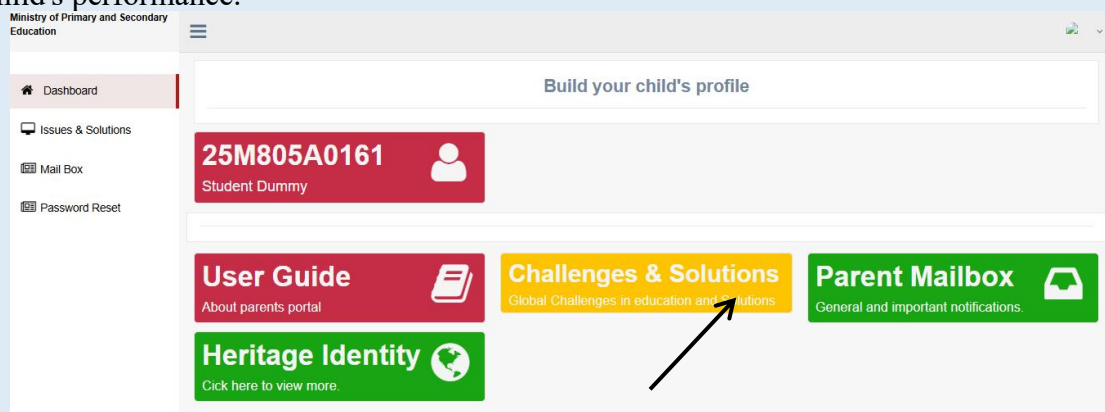 child's performance.
Ministry of Primary and Secondary
Education
Build your child's profile
Dashboard
Issues & Solutions
Mail Box
Password Reset
25M805A0161
Student Dummy
User Guide
About parents portal
Challenges & Solutions
Global Challenges in education and Solutions
Parent Mailbox
General and important notifications.
Heritage Identity
Cick here to view more.